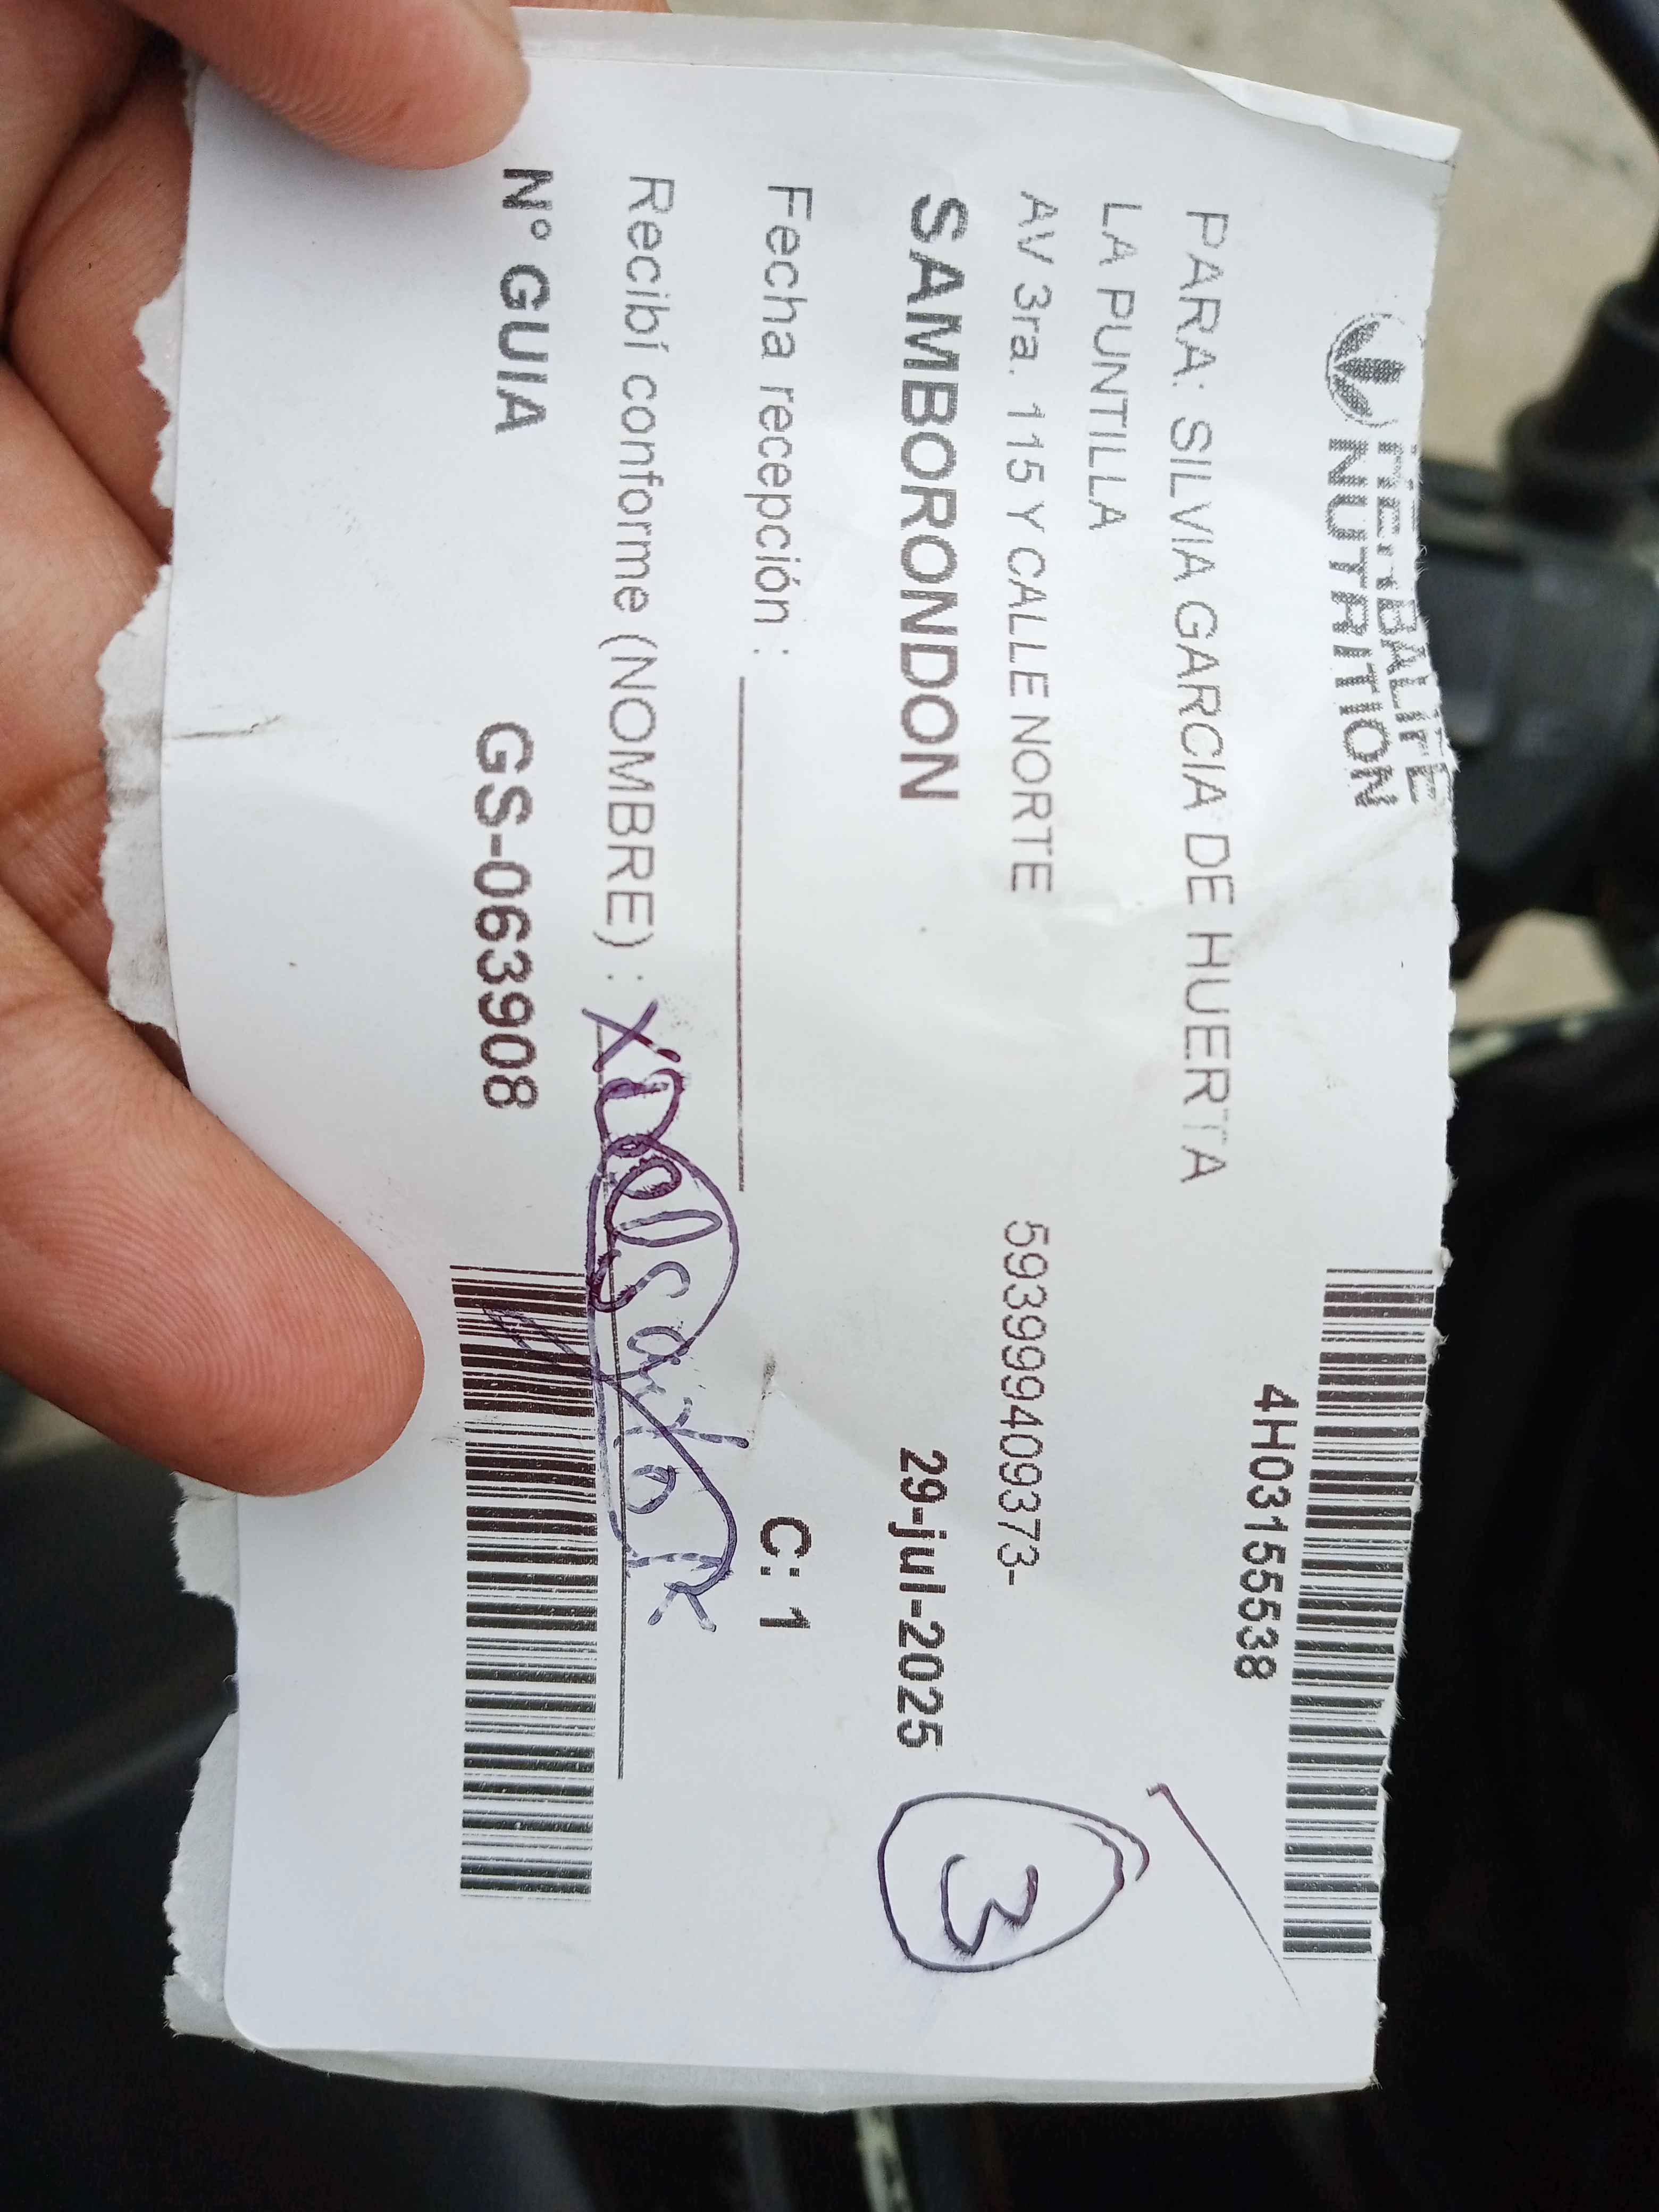 HERBALIFE
NUTRITION
4H03155538
PARA: SILVIA GARCIA DE HUERTA
LA PUNTILLA
AV 3ra. 115 Y CALLE NORTE 593999409373-
SAMBORONDON 29-jul-2025
3
Fecha recepción : C: 1
Recibí conforme (NOMBRE) : X
N° GUIA GS-063908